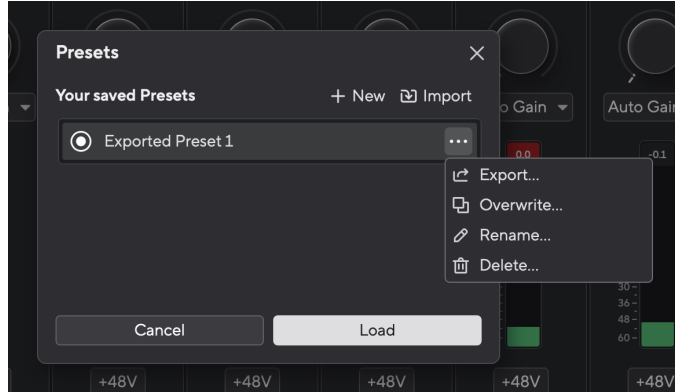 Presets
Your saved Presets
+ New
Import
Exported Preset 1
Export...
Overwrite...
Rename...
Delete...
Cancel
Load
o Gain
Auto Gai
0.0
-0.1
30
36
48
60
+48V
+48V
+48V
+48V
+48V